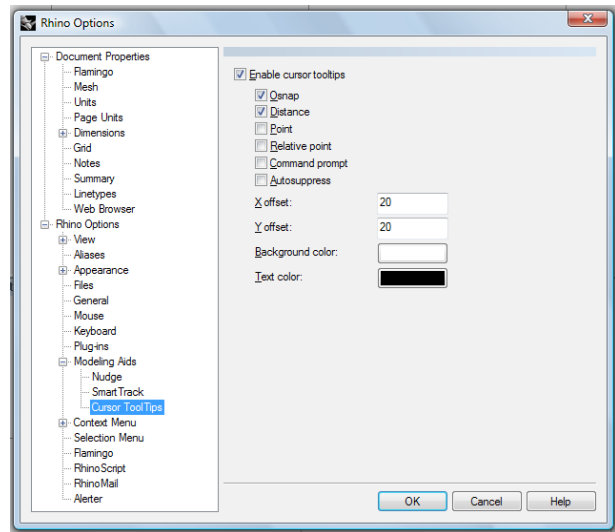 Rhino Options
Document Properties
Flamingo
Mesh
Units
Page Units
Dimensions
Grid
Notes
Summary
Linetypes
Web Browser
Rhino Options
View
Aliases
Appearance
Files
General
Mouse
Keyboard
Plug-ins
Modeling Aids
Nudge
SmartTrack
Cursor ToolTips
Context Menu
Selection Menu
Flamingo
RhinoScript
RhinoMail
Alerter
Enable cursor tooltips
Osnap
Distance
Point
Relative point
Command prompt
Autosuppress
X offset: 20
Y offset: 20
Background color:
Text color:
OK Cancel Help